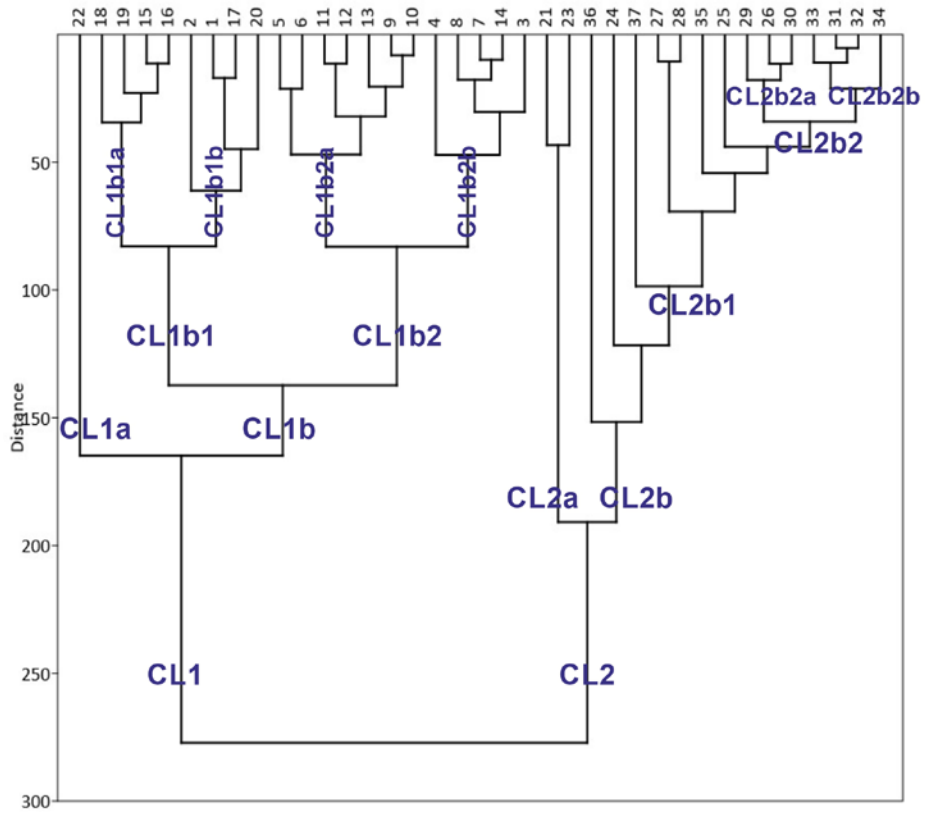 22 18 19 15 16 2 1 17 20 5 6 11 12 13 9 10 4 8 7 14 3 21 23 36 24 37 27 28 35 25 29 26 30 33 31 32 34
CL2b2a CL2b2b
CL2b2
50
CL1b1a CL1b1b CL1b2a CL1b2b
100
CL2b1
CL1b1 CL1b2
Distance
150
CL1a CL1b
CL2a CL2b
200
250
CL1 CL2
300